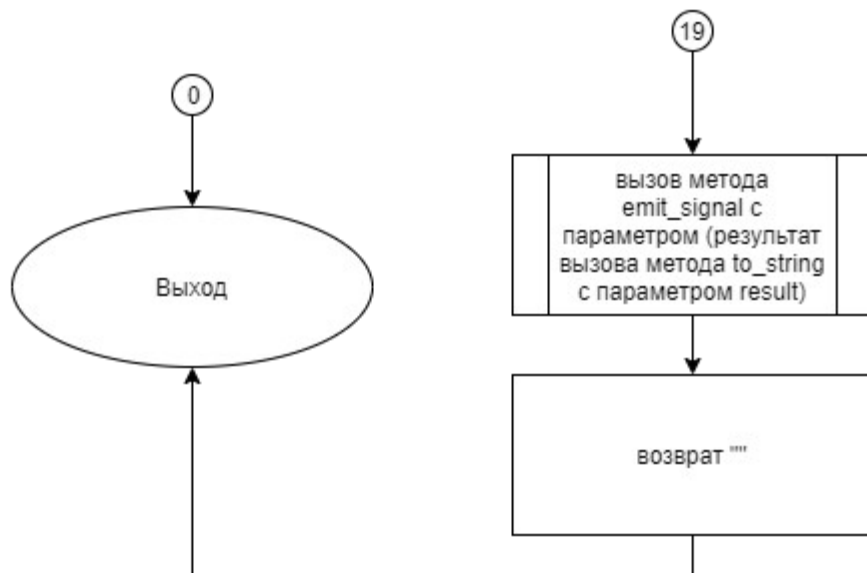 0
Выход
19
вызов метода
emit_signal с
параметром (результат
вызова метода to_string
с параметром result)
возврат ""